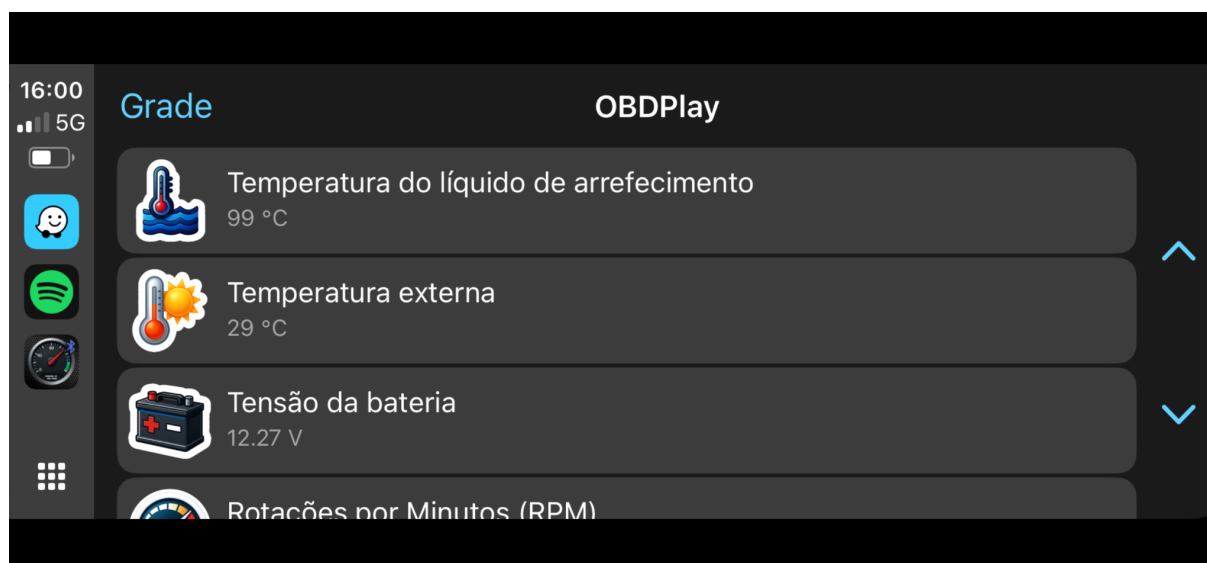 16:00
5G
Grade
OBDPlay
Temperatura do líquido de arrefecimento
99 °C
Temperatura externa
29 °C
Tensão da bateria
12.27 V
Rotações por Minutos (RPM)